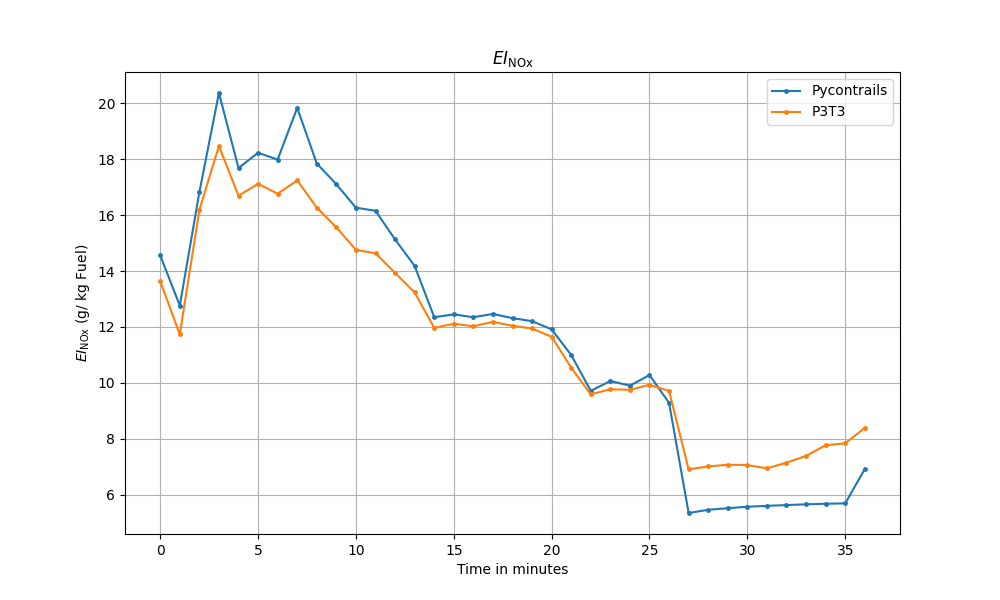 EI_NOx
Pycontrails
P3T3
EI_NOx (g/ kg Fuel)
20
18
16
14
12
10
8
6
0 5 10 15 20 25 30 35
Time in minutes